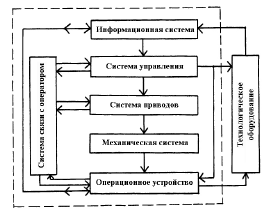 Информационная система
Система управления
Система приводов
Механическая система
Операционное устройство
Система связи с оператором
Технологическое
оборудование